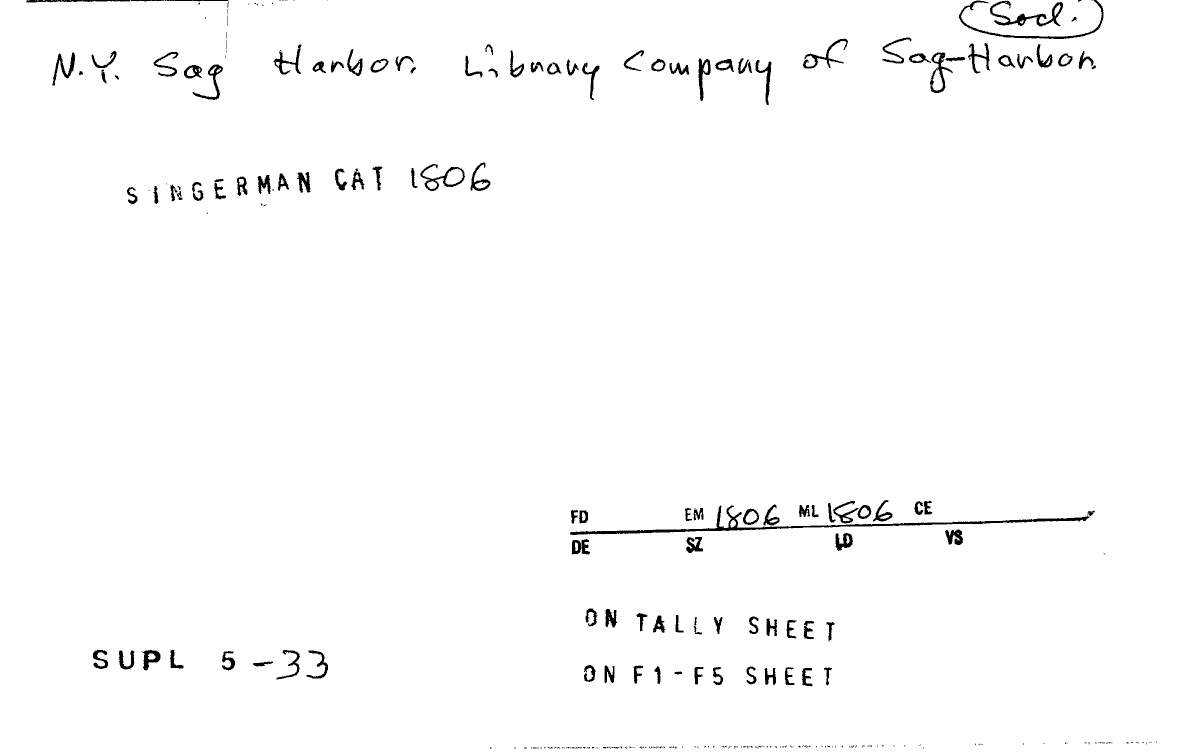 (Socl.)
N.Y. Sag Harbor. Library Company of Sag-Harbor.
SINGERMAN CAT 1806
FD EM 1806 ML 1806 CE
DE SZ LD VS
ON TALLY SHEET
SUPL 5-33
ON F1-F5 SHEET